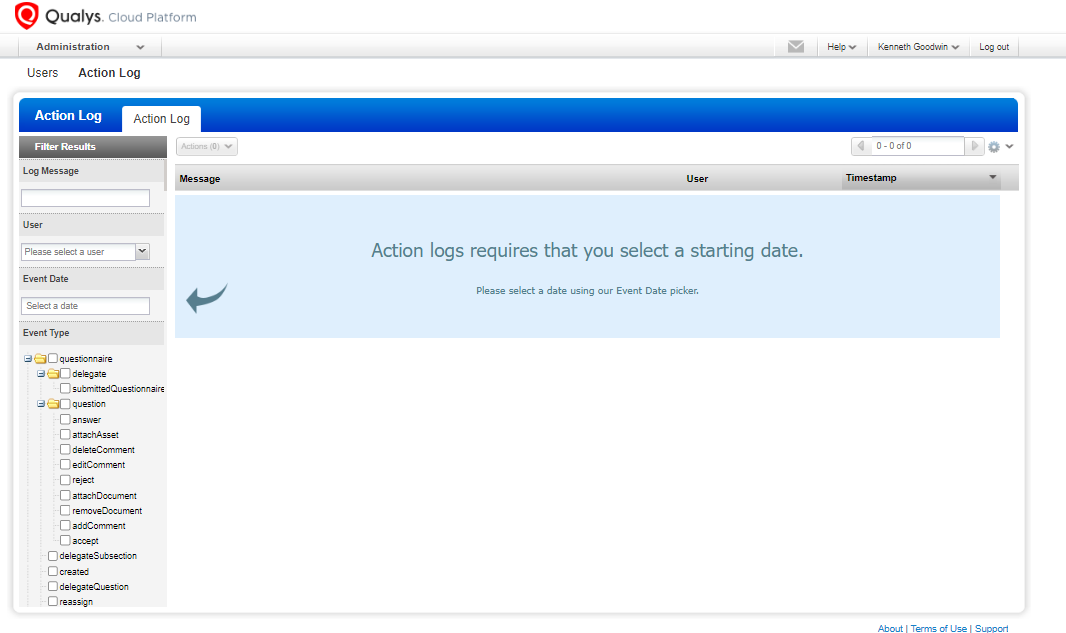 Qualys. Cloud Platform
Administration
Help
Kenneth Goodwin
Log out
Users
Action Log
Action Log
Action Log
Filter Results
Actions (0)
0 - 0 of 0
Log Message
Message
User
Timestamp
User
Please select a user
Action logs requires that you select a starting date.
Event Date
Please select a date using our Event Date picker.
Select a date
Event Type
questionnaire
delegate
submittedQuestionnaire
question
answer
attachAsset
deleteComment
editComment
reject
attachDocument
removeDocument
addComment
accept
delegateSubsection
created
delegateQuestion
reassign
About | Terms of Use | Support